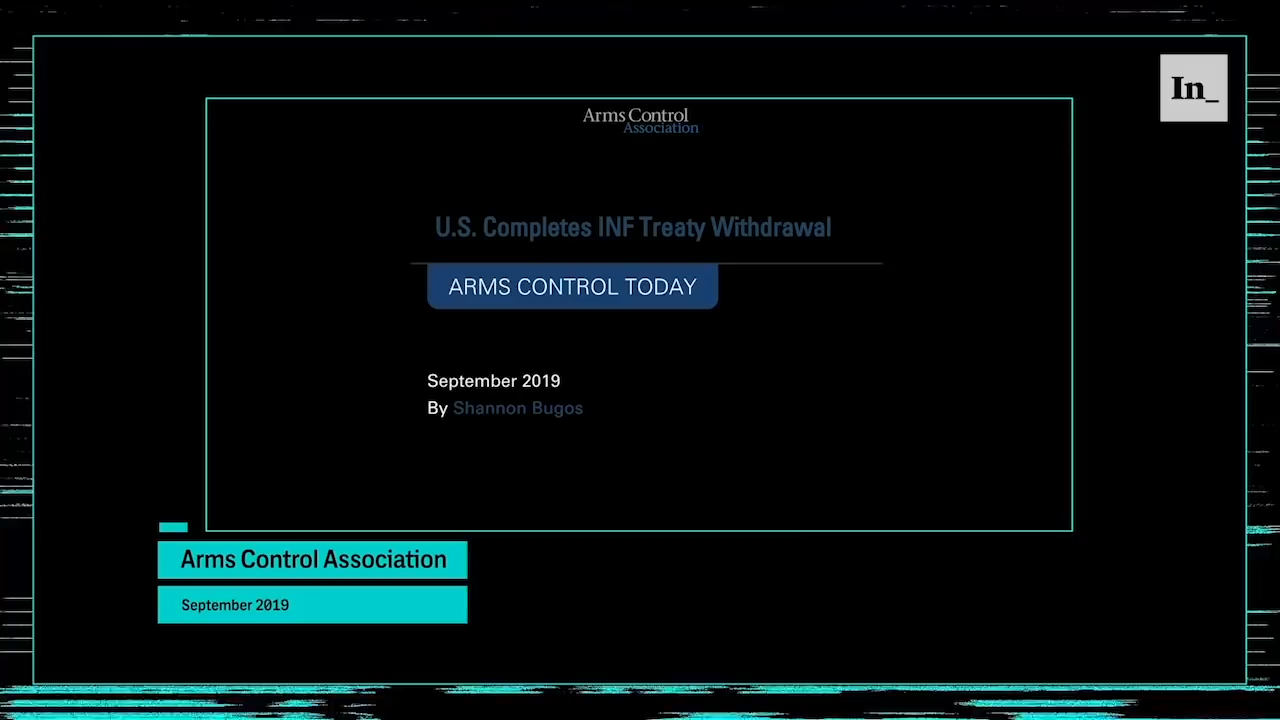 In_
Arms Control
Association
U.S. Completes INF Treaty Withdrawal
ARMS CONTROL TODAY
September 2019
By Shannon Bugos
Arms Control Association
September 2019